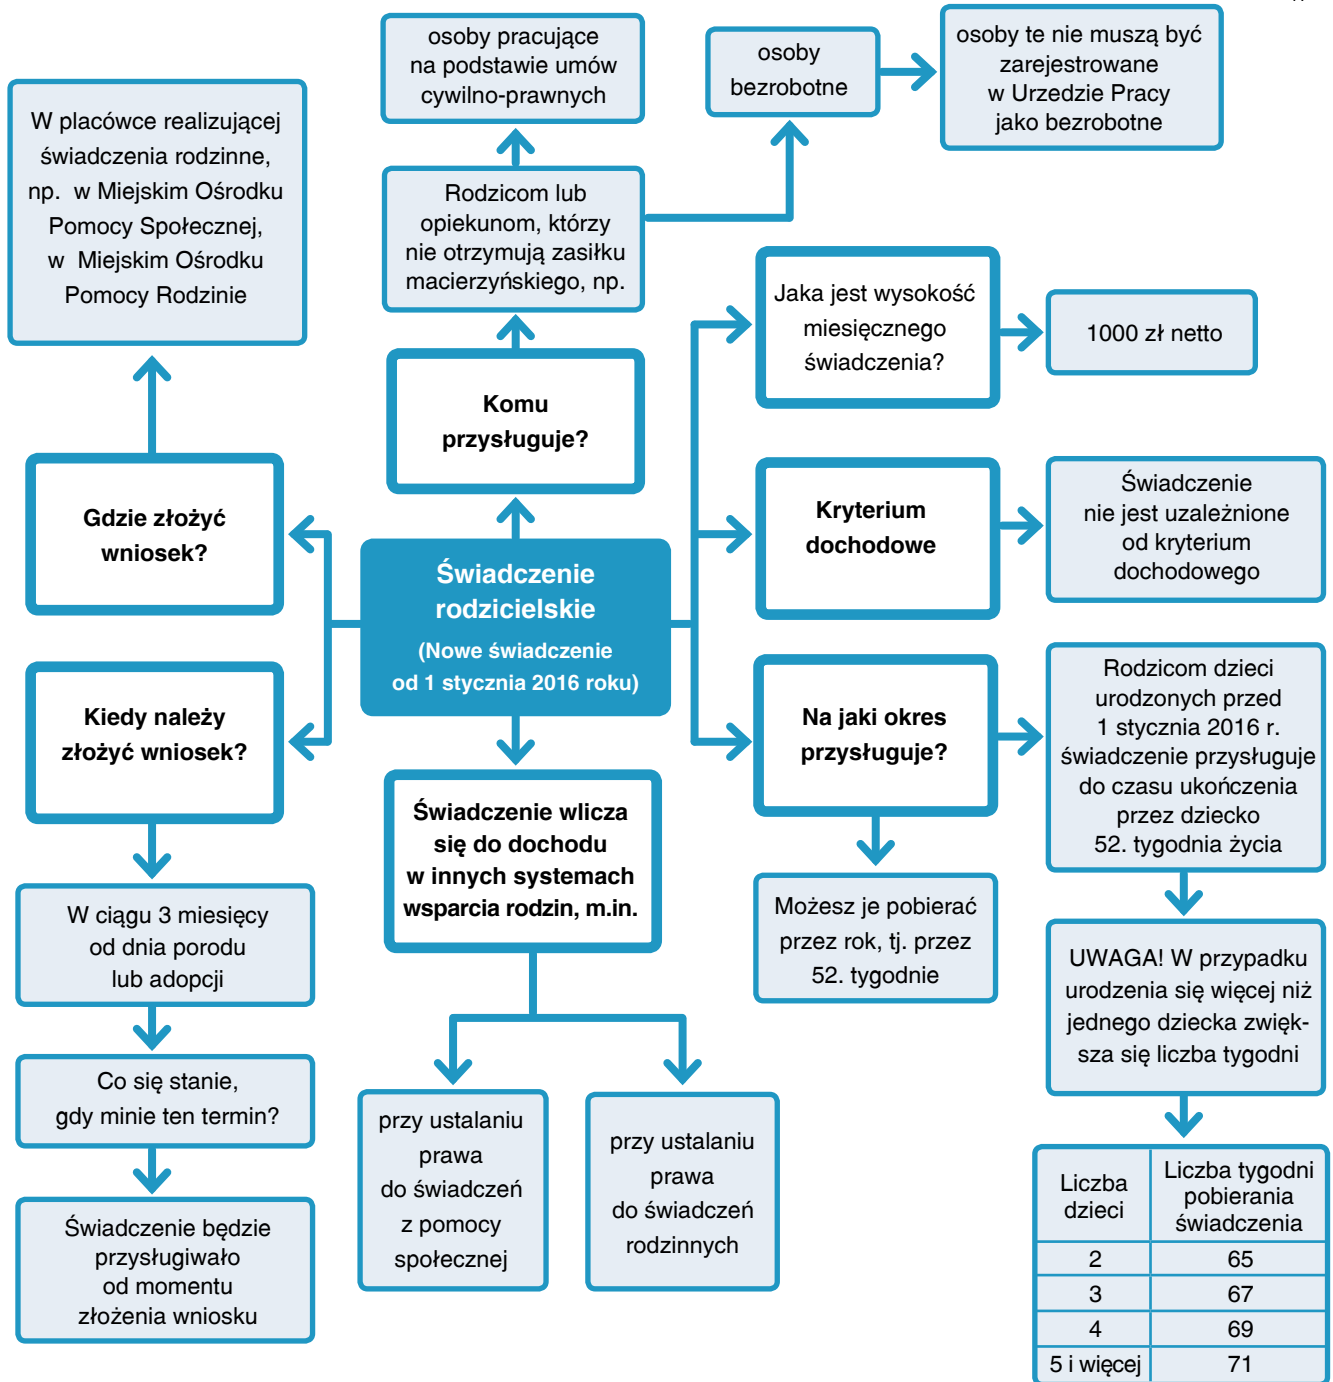 osoby pracujące
na podstawie umów
cywilno-prawnych
osoby
bezrobotne
osoby te nie muszą być
zarejestrowane
w Urzedzie Pracy
jako bezrobotne
W placówce realizującej
świadczenia rodzinne,
np. w Miejskim Ośrodku
Pomocy Społecznej,
w Miejskim Ośrodku
Pomocy Rodzinie
Rodzicom lub
opiekunom, którzy
nie otrzymują zasiłku
macierzyńskiego, np.
Jaka jest wysokość
miesięcznego
świadczenia?
1000 zł netto
Komu
przysługuje?
Gdzie złożyć
wniosek?
Kryterium
dochodowe
Świadczenie
nie jest uzależnione
od kryterium
dochodowego
Świadczenie
rodzicielskie
(Nowe świadczenie
od 1 stycznia 2016 roku)
Kiedy należy
złożyć wniosek?
Na jaki okres
przysługuje?
Rodzicom dzieci
urodzonych przed
1 stycznia 2016 r.
świadczenie przysługuje
do czasu ukończenia
przez dziecko
52. tygodnia życia
Świadczenie wlicza
się do dochodu
w innych systemach
wsparcia rodzin, m.in.
W ciągu 3 miesięcy
od dnia porodu
lub adopcji
Możesz je pobierać
przez rok, tj. przez
52. tygodnie
UWAGA! W przypadku
urodzenia się więcej niż
jednego dziecka zwięk-
sza się liczba tygodni
Co się stanie,
gdy minie ten termin?
przy ustalaniu
prawa
do świadczeń
z pomocy
społecznej
przy ustalaniu
prawa
do świadczeń
rodzinnych
Świadczenie będzie
przysługiwało
od momentu
złożenia wniosku
Liczba
dzieci
Liczba tygodni
pobierania
świadczenia
2 65
3 67
4 69
5 i więcej 71